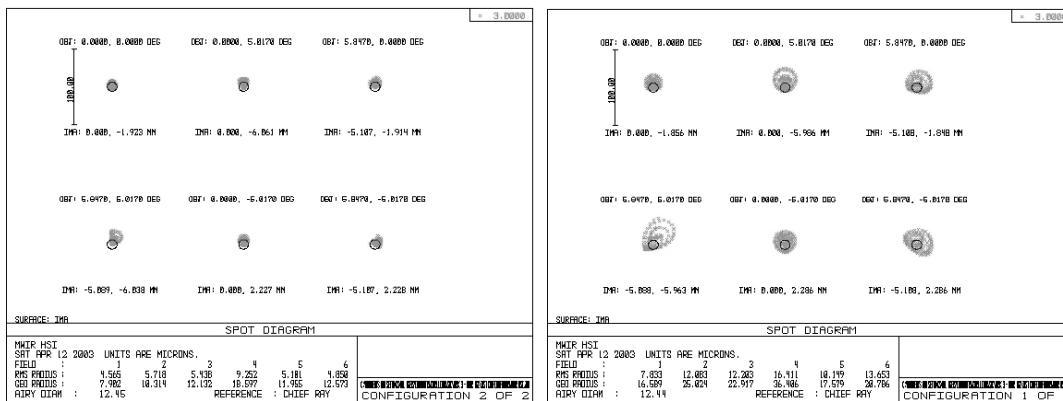 3.0000
OBJ: 0.0000, 0.0000 DEG
OBJ: 0.0000, 5.0170 DEG
OBJ: 5.8470, 0.0000 DEG
100.00
IMA: 0.000, -1.923 MM
IMA: 0.000, -6.061 MM
IMA: -5.107, -1.914 MM
OBJ: 5.8470, 5.0170 DEG
OBJ: 0.0000, -5.0170 DEG
OBJ: 5.8470, -5.0170 DEG
IMA: -5.089, -6.038 MM
IMA: 0.000, 2.227 MM
IMA: -5.107, 2.228 MM
SURFACE: IMA
SPOT DIAGRAM
MWIR HSI
SAT APR 12 2003 UNITS ARE MICRONS.
FIELD : 1 2 3 4 5 6
RMS RADIUS : 4.565 5.718 5.438 9.252 5.181 4.850
GEO RADIUS : 7.902 10.314 12.132 18.597 11.955 12.573
AIRY DIAM : 12.45 REFERENCE : CHIEF RAY
CONFIGURATION 2 OF 2
3.0000
OBJ: 0.0000, 0.0000 DEG
OBJ: 0.0000, 5.0170 DEG
OBJ: 5.8470, 0.0000 DEG
100.00
IMA: 0.000, -1.856 MM
IMA: 0.000, -5.986 MM
IMA: -5.108, -1.848 MM
OBJ: 5.8470, 5.0170 DEG
OBJ: 0.0000, -5.0170 DEG
OBJ: 5.8470, -5.0170 DEG
IMA: -5.088, -5.963 MM
IMA: 0.000, 2.286 MM
IMA: -5.108, 2.286 MM
SURFACE: IMA
SPOT DIAGRAM
MWIR HSI
SAT APR 12 2003 UNITS ARE MICRONS.
FIELD : 1 2 3 4 5 6
RMS RADIUS : 7.833 12.083 12.203 16.411 10.149 13.653
GEO RADIUS : 16.589 25.024 22.917 36.406 17.579 20.786
AIRY DIAM : 12.44 REFERENCE : CHIEF RAY
CONFIGURATION 1 OF